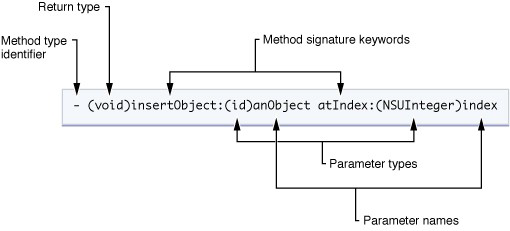 Return type
Method type
identifier
Method signature keywords
- (void)insertObject:(id)anObject atIndex:(NSUInteger)index
Parameter types
Parameter names